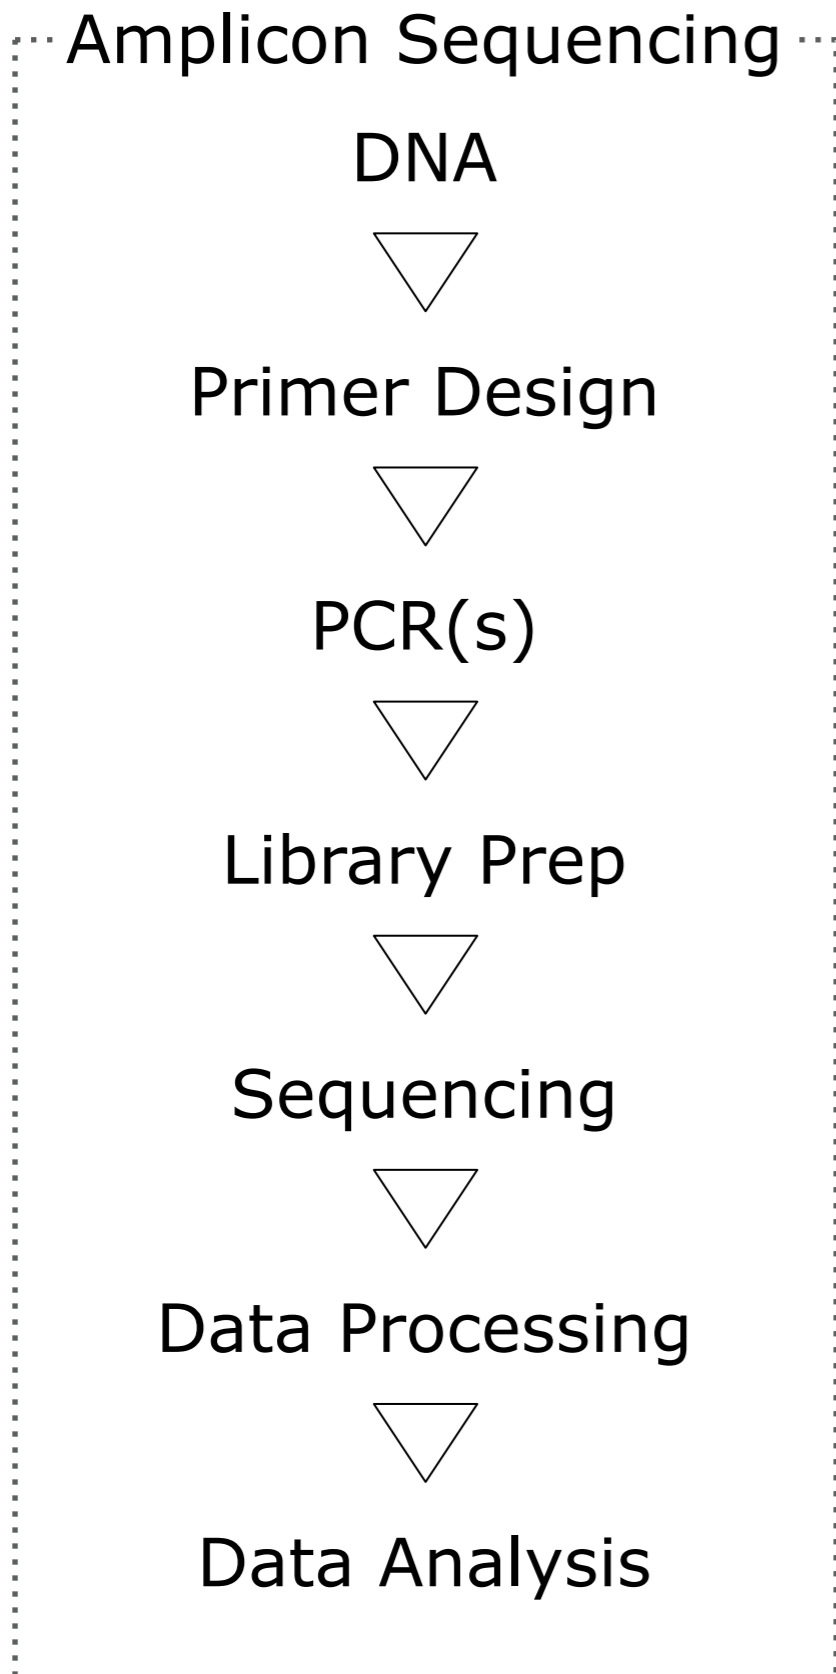 Amplicon Sequencing
DNA
Primer Design
PCR(s)
Library Prep
Sequencing
Data Processing
Data Analysis